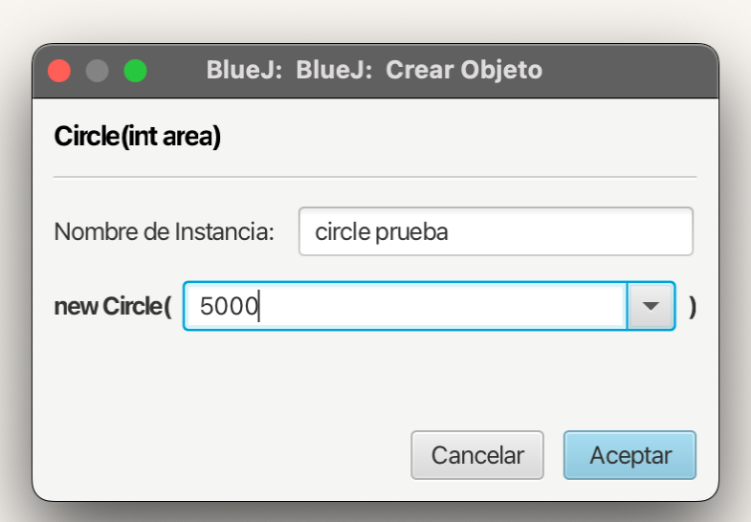 BlueJ: BlueJ: Crear Objeto
Circle(int area)
Nombre de Instancia: circle prueba
new Circle( 5000 )
Cancelar Aceptar